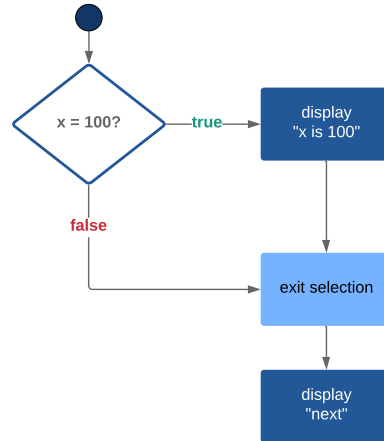 x = 100?
true
display
"x is 100"
false
exit selection
display
"next"